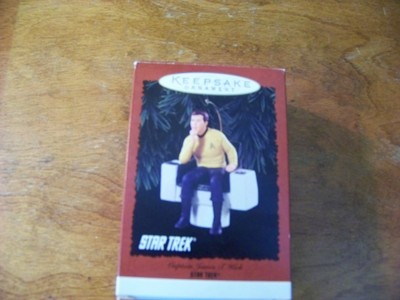 KEEPSAKE
ORNAMENT
STAR TREK
Captain James T. Kirk
STAR TREK